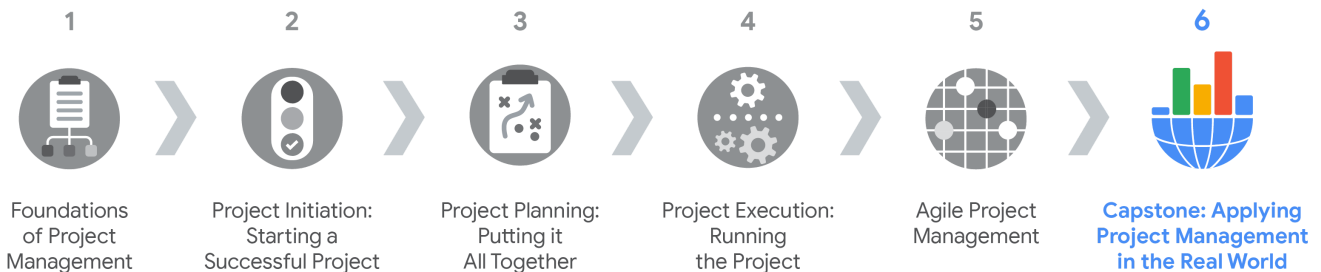 1
Foundations
of Project
Management
2
Project Initiation:
Starting a
Successful Project
3
Project Planning:
Putting it
All Together
4
Project Execution:
Running
the Project
5
Agile Project
Management
6
Capstone: Applying
Project Management
in the Real World